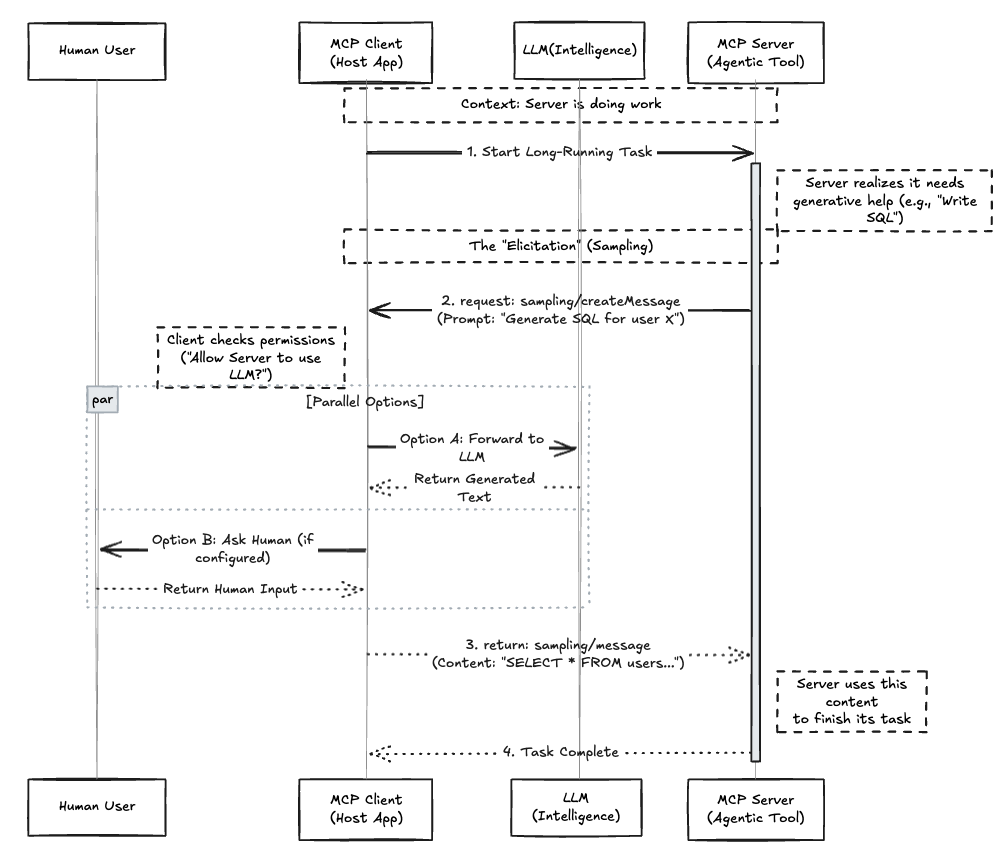 Human User
MCP Client
(Host App)
LLM(Intelligence)
MCP Server
(Agentic Tool)
Context: Server is doing work
1. Start Long-Running Task
Server realizes it needs
generative help (e.g., "Write
SQL")
The "Elicitation" (Sampling)
2. request: sampling/createMessage
(Prompt: "Generate SQL for user X")
Client checks permissions
("Allow Server to use
LLM?")
par
[Parallel Options]
Option A: Forward to
LLM
Return Generated
Text
Option B: Ask Human (if
configured)
Return Human Input
3. return: sampling/message
(Content: "SELECT * FROM users...")
Server uses this
content
to finish its task
4. Task Complete
Human User
MCP Client
(Host App)
LLM
(Intelligence)
MCP Server
(Agentic Tool)